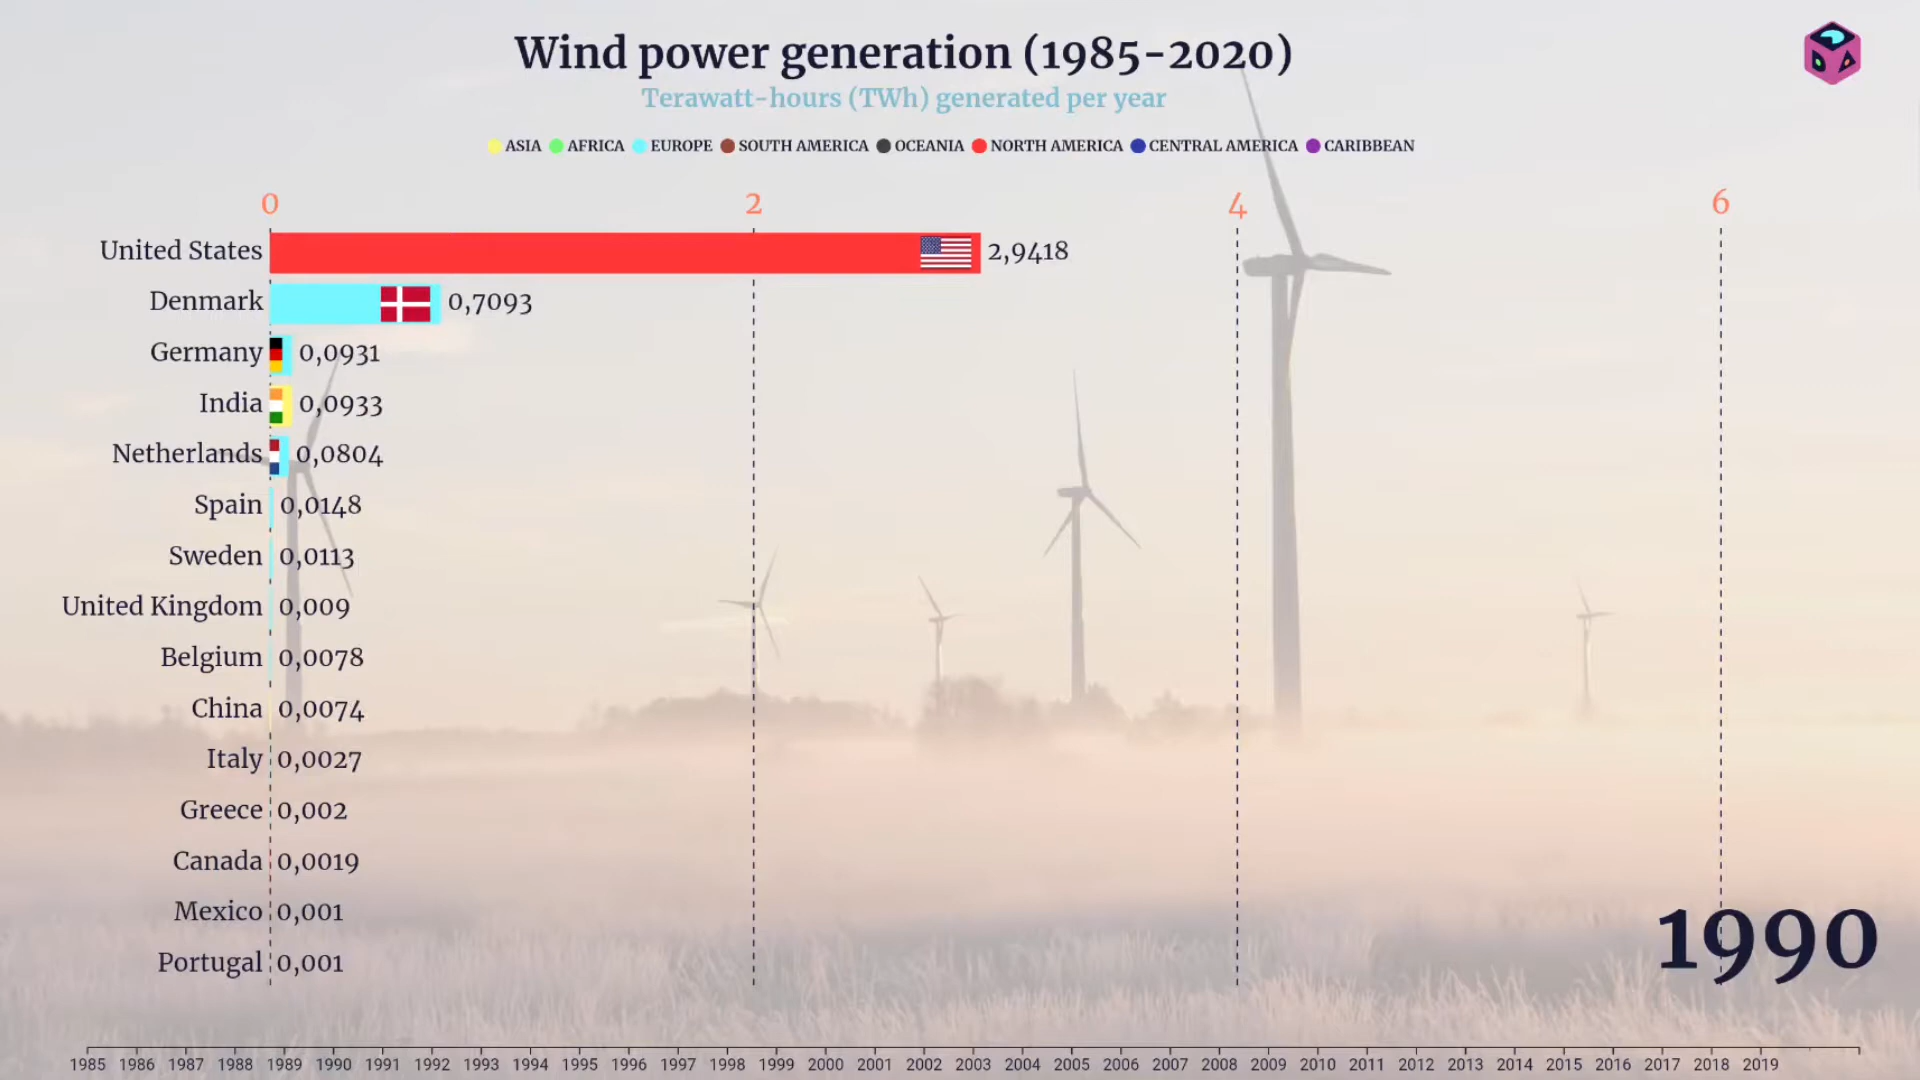 Wind power generation (1985-2020)
Terawatt-hours (TWh) generated per year
ASIA AFRICA EUROPE SOUTH AMERICA OCEANIA NORTH AMERICA CENTRAL AMERICA CARIBBEAN
0 2 4 6
United States 2,9418
Denmark 0,7093
Germany 0,0931
India 0,0933
Netherlands 0,0804
Spain 0,0148
Sweden 0,0113
United Kingdom 0,009
Belgium 0,0078
China 0,0074
Italy 0,0027
Greece 0,002
Canada 0,0019
Mexico 0,001
Portugal 0,001
1990
1985 1986 1987 1988 1989 1990 1991 1992 1993 1994 1995 1996 1997 1998 1999 2000 2001 2002 2003 2004 2005 2006 2007 2008 2009 2010 2011 2012 2013 2014 2015 2016 2017 2018 2019